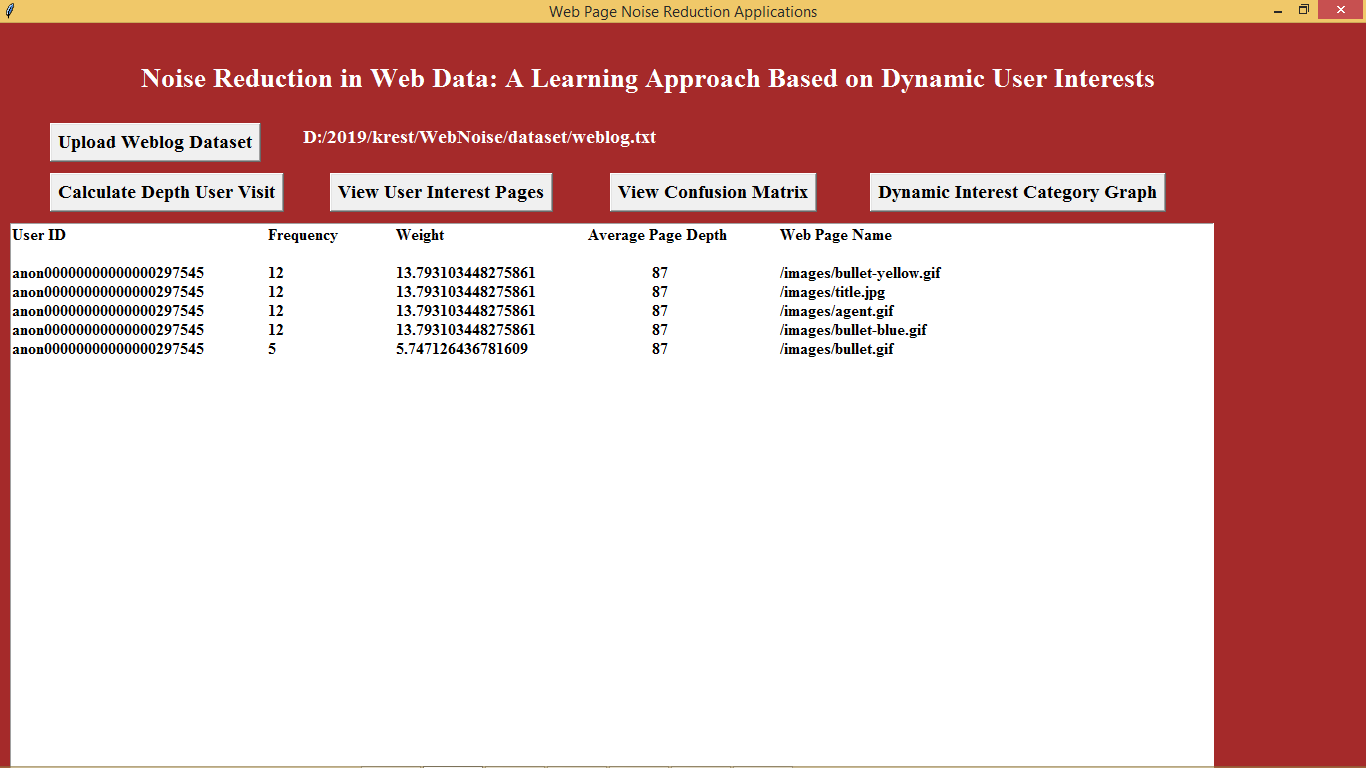 Web Page Noise Reduction Applications
Noise Reduction in Web Data: A Learning Approach Based on Dynamic User Interests
Upload Weblog Dataset D:/2019/krest/WebNoise/dataset/weblog.txt
Calculate Depth User Visit View User Interest Pages View Confusion Matrix Dynamic Interest Category Graph
User ID Frequency Weight Average Page Depth Web Page Name
anon00000000000000297545 12 13.793103448275861 87 /images/bullet-yellow.gif
anon00000000000000297545 12 13.793103448275861 87 /images/title.jpg
anon00000000000000297545 12 13.793103448275861 87 /images/agent.gif
anon00000000000000297545 12 13.793103448275861 87 /images/bullet-blue.gif
anon00000000000000297545 5 5.747126436781609 87 /images/bullet.gif